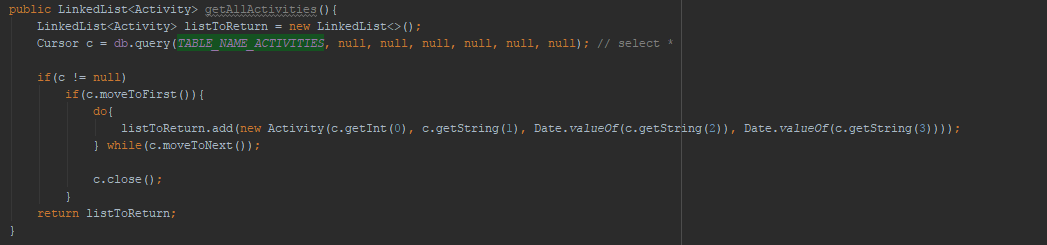 public LinkedList<Activity> getAllActivities(){
LinkedList<Activity> listToReturn = new LinkedList<>();
Cursor c = db.query(TABLE_NAME_ACTIVITIES, null, null, null, null, null, null); // select *
if(c != null)
if(c.moveToFirst()){
do{
listToReturn.add(new Activity(c.getInt(0), c.getString(1), Date.valueOf(c.getString(2)), Date.valueOf(c.getString(3))));
} while(c.moveToNext());
c.close();
}
return listToReturn;
}